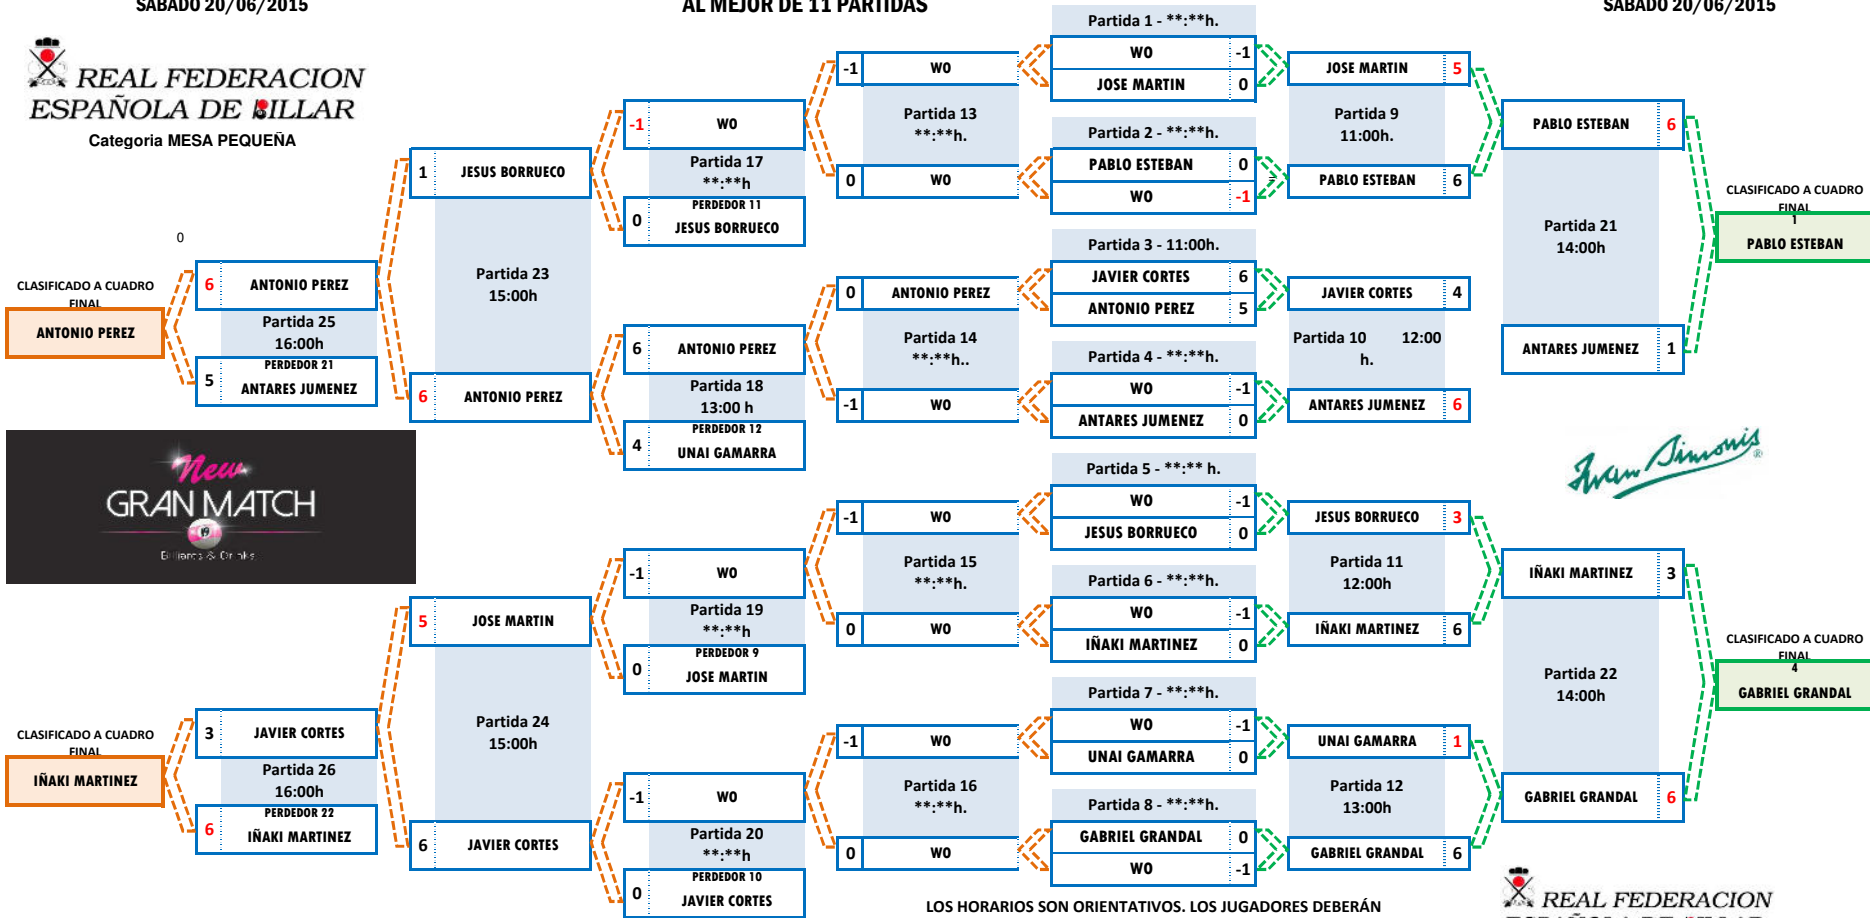 SABADO 20/06/2015
AL MEJOR DE 11 PARTIDAS
SABADO 20/06/2015
REAL FEDERACION
ESPAÑOLA DE BILLAR
Categoria MESA PEQUEÑA
CLASIFICADO A CUADRO
FINAL
ANTONIO PEREZ
0
6 ANTONIO PEREZ
Partida 25
16:00h
PERDEDOR 21
5 ANTARES JUMENEZ
New
GRAN MATCH
Billiards & Drinks
CLASIFICADO A CUADRO
FINAL
IÑAKI MARTINEZ
3 JAVIER CORTES
Partida 26
16:00h
PERDEDOR 22
6 IÑAKI MARTINEZ
1 JESUS BORRUECO
Partida 23
15:00h
6 ANTONIO PEREZ
5 JOSE MARTIN
Partida 24
15:00h
6 JAVIER CORTES
-1 WO
Partida 17
**:**h
PERDEDOR 11
0 JESUS BORRUECO
6 ANTONIO PEREZ
Partida 18
13:00 h
PERDEDOR 12
4 UNAI GAMARRA
-1 WO
Partida 19
**:**h
PERDEDOR 9
0 JOSE MARTIN
-1 WO
Partida 20
**:**h
PERDEDOR 10
0 JAVIER CORTES
-1 WO
Partida 13
**:**h.
0 WO
0 ANTONIO PEREZ
Partida 14
**:**h..
-1 WO
-1 WO
Partida 15
**:**h.
0 WO
-1 WO
Partida 16
**:**h.
0 WO
Partida 1 - **:**h.
WO -1
JOSE MARTIN 0
Partida 2 - **:**h.
PABLO ESTEBAN 0
WO -1
Partida 3 - 11:00h.
JAVIER CORTES 6
ANTONIO PEREZ 5
Partida 4 - **:**h.
WO -1
ANTARES JUMENEZ 0
Partida 5 - **:** h.
WO -1
JESUS BORRUECO 0
Partida 6 - **:**h.
WO -1
IÑAKI MARTINEZ 0
Partida 7 - **:**h.
WO -1
UNAI GAMARRA 0
Partida 8 - **:**h.
GABRIEL GRANDAL 0
WO -1
JOSE MARTIN 5
Partida 9
11:00h.
PABLO ESTEBAN 6
JAVIER CORTES 4
Partida 10 12:00
h.
ANTARES JUMENEZ 6
JESUS BORRUECO 3
Partida 11
12:00h
IÑAKI MARTINEZ 6
UNAI GAMARRA 1
Partida 12
13:00h
GABRIEL GRANDAL 6
PABLO ESTEBAN 6
Partida 21
14:00h
ANTARES JUMENEZ 1
Iwan Simonis ®
IÑAKI MARTINEZ 3
Partida 22
14:00h
GABRIEL GRANDAL 6
CLASIFICADO A CUADRO
FINAL
1
PABLO ESTEBAN
CLASIFICADO A CUADRO
FINAL
4
GABRIEL GRANDAL
LOS HORARIOS SON ORIENTATIVOS. LOS JUGADORES DEBERÁN
REAL FEDERACION
ESPAÑOLA DE BILLAR